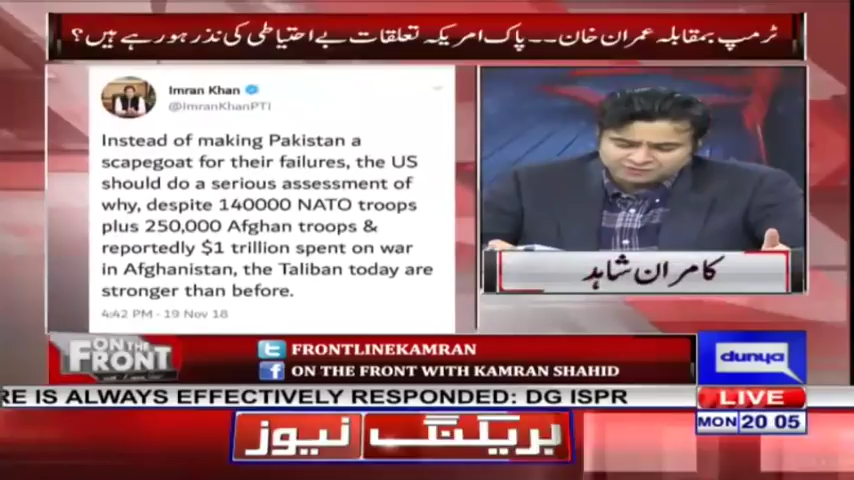 ٹرمپ بمقابلہ عمران خان۔۔پاک امریکہ تعلقات بے احتیاطی کی نذر ہو رہے ہیں؟
Imran Khan
@ImranKhanPTI
Instead of making Pakistan a
scapegoat for their failures, the US
should do a serious assessment of
why, despite 140000 NATO troops
plus 250,000 Afghan troops &
reportedly $1 trillion spent on war
in Afghanistan, the Taliban today are
stronger than before.
4:42 PM - 19 Nov 18
کامران شاہد
ON THE
FRONT
FRONTLINEKAMRAN
ON THE FRONT WITH KAMRAN SHAHID
dunya
LIVE
MON 20 05
RE IS ALWAYS EFFECTIVELY RESPONDED: DG ISPR
بریکنگ نیوز